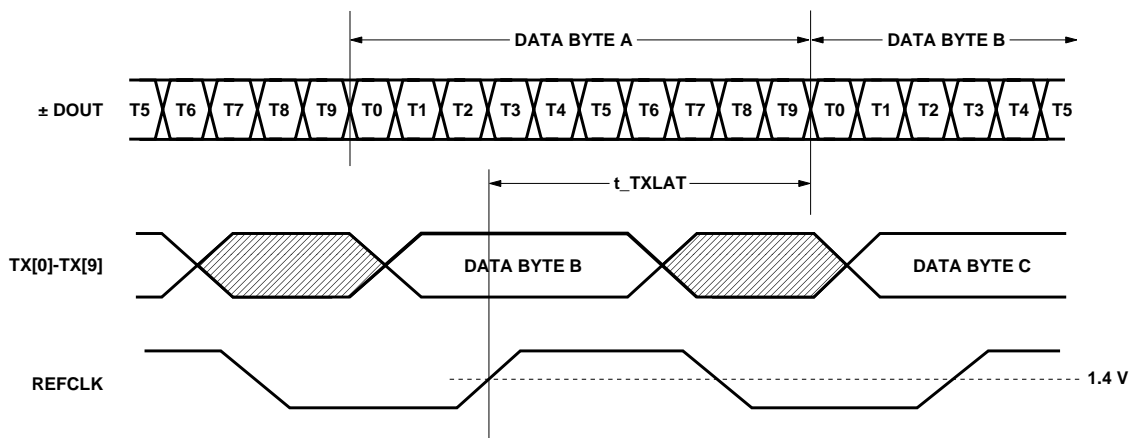 DATA BYTE A DATA BYTE B
± DOUT T5 T6 T7 T8 T9 T0 T1 T2 T3 T4 T5 T6 T7 T8 T9 T0 T1 T2 T3 T4 T5
t_TXLAT
TX[0]-TX[9] DATA BYTE B DATA BYTE C
REFCLK 1.4 V